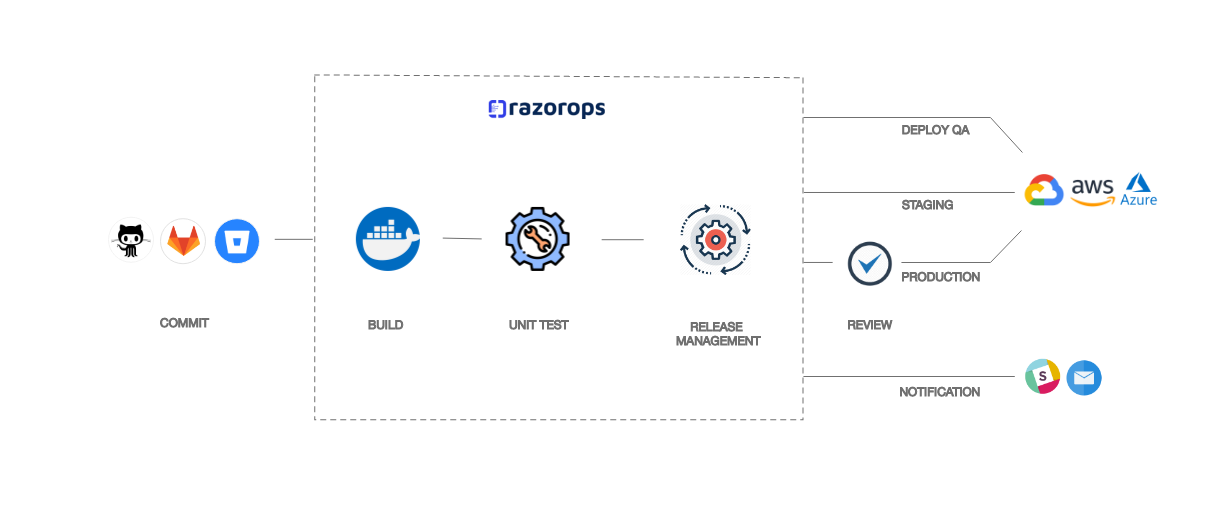 razorops
DEPLOY QA
aws
Azure
STAGING
PRODUCTION
COMMIT
BUILD
UNIT TEST
RELEASE
MANAGEMENT
REVIEW
S
NOTIFICATION